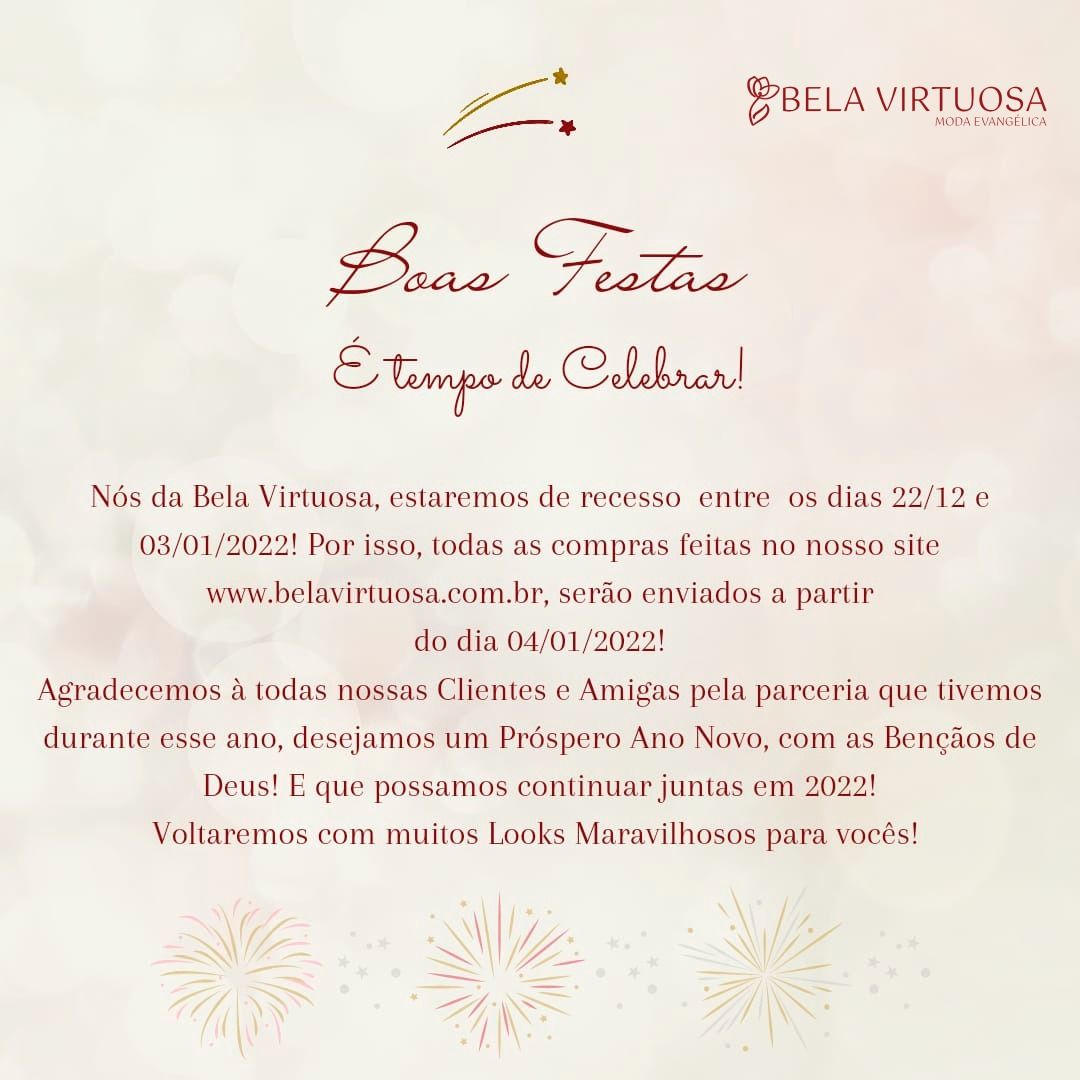 BELA VIRTUOSA
MODA EVANGÉLICA
Boas Festas
É tempo de Celebrar!
Nós da Bela Virtuosa, estaremos de recesso entre os dias 22/12 e
03/01/2022! Por isso, todas as compras feitas no nosso site
www.belavirtuosa.com.br, serão enviados a partir
do dia 04/01/2022!
Agradecemos à todas nossas Clientes e Amigas pela parceria que tivemos
durante esse ano, desejamos um Próspero Ano Novo, com as Bençãos de
Deus! E que possamos continuar juntas em 2022!
Voltaremos com muitos Looks Maravilhosos para vocês!